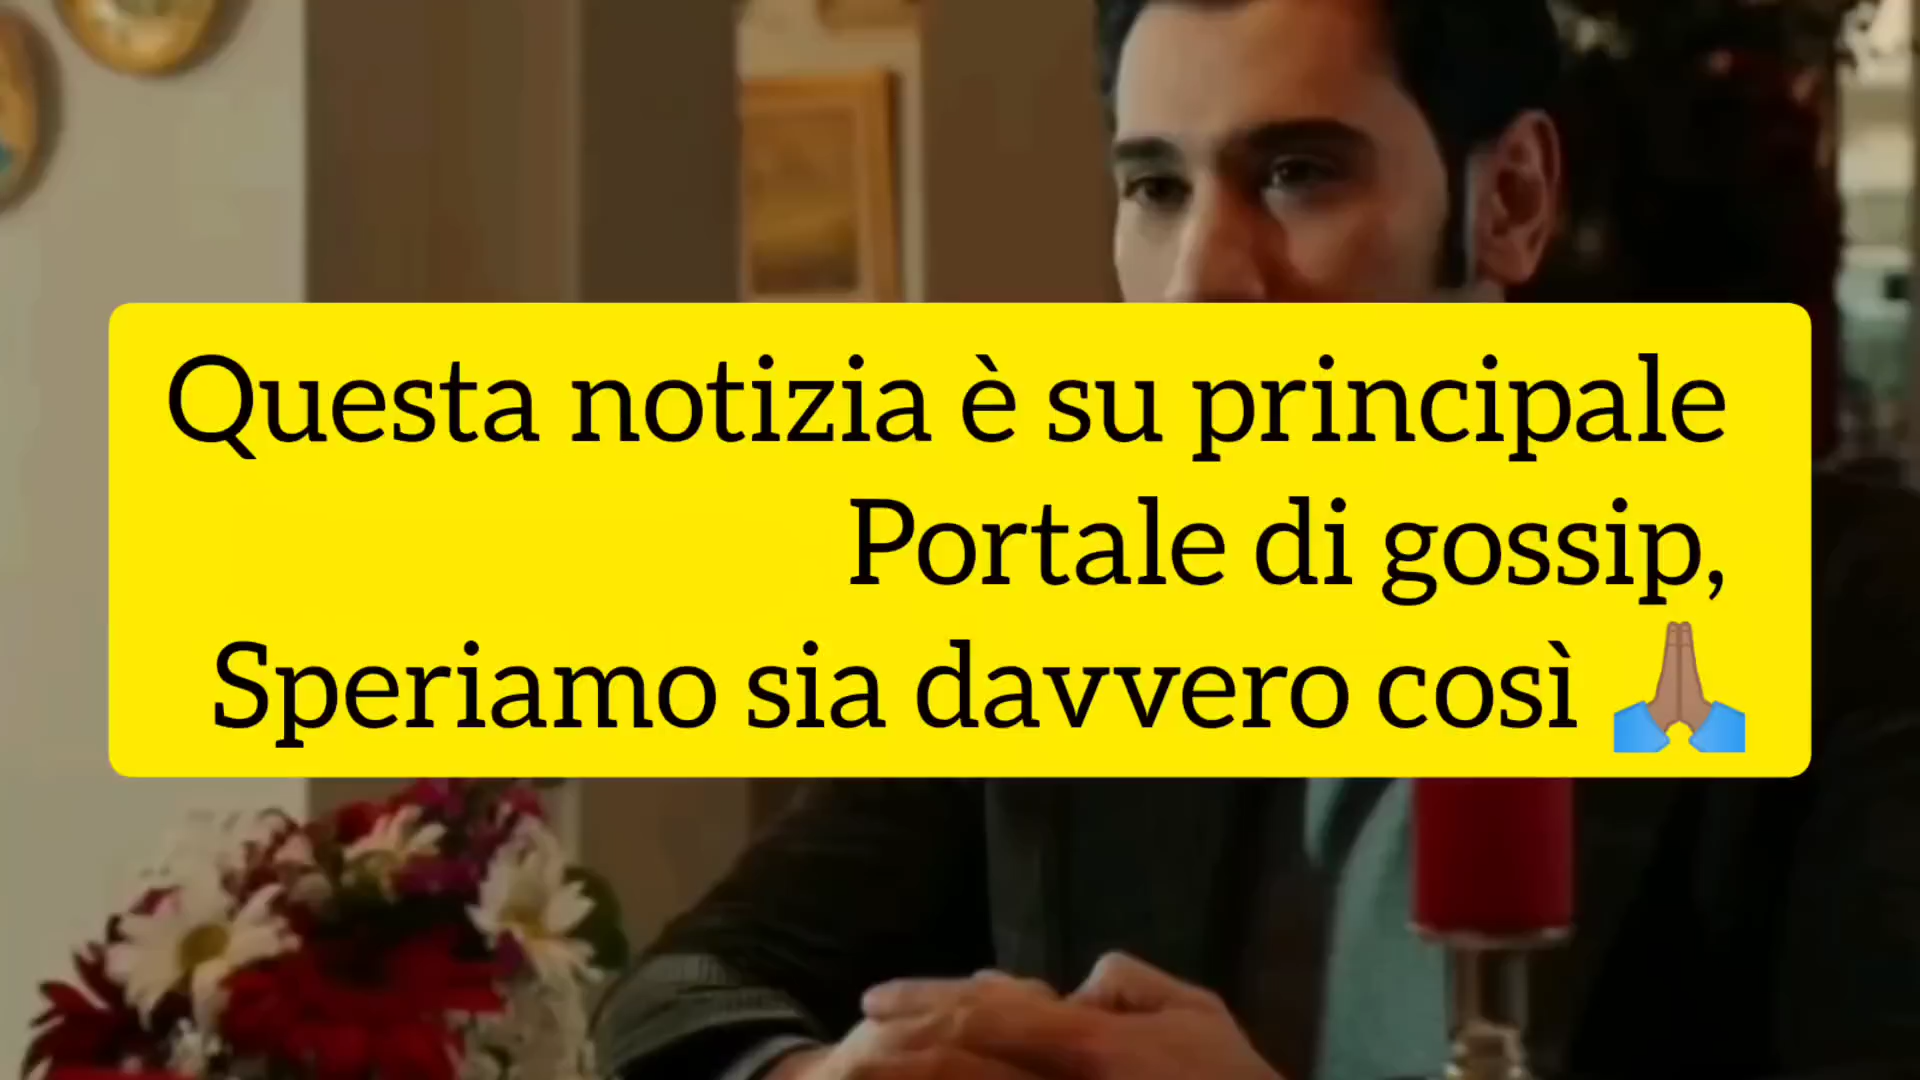 Questa notizia è su principale
Portale di gossip,
Speriamo sia davvero così 🙏🏽